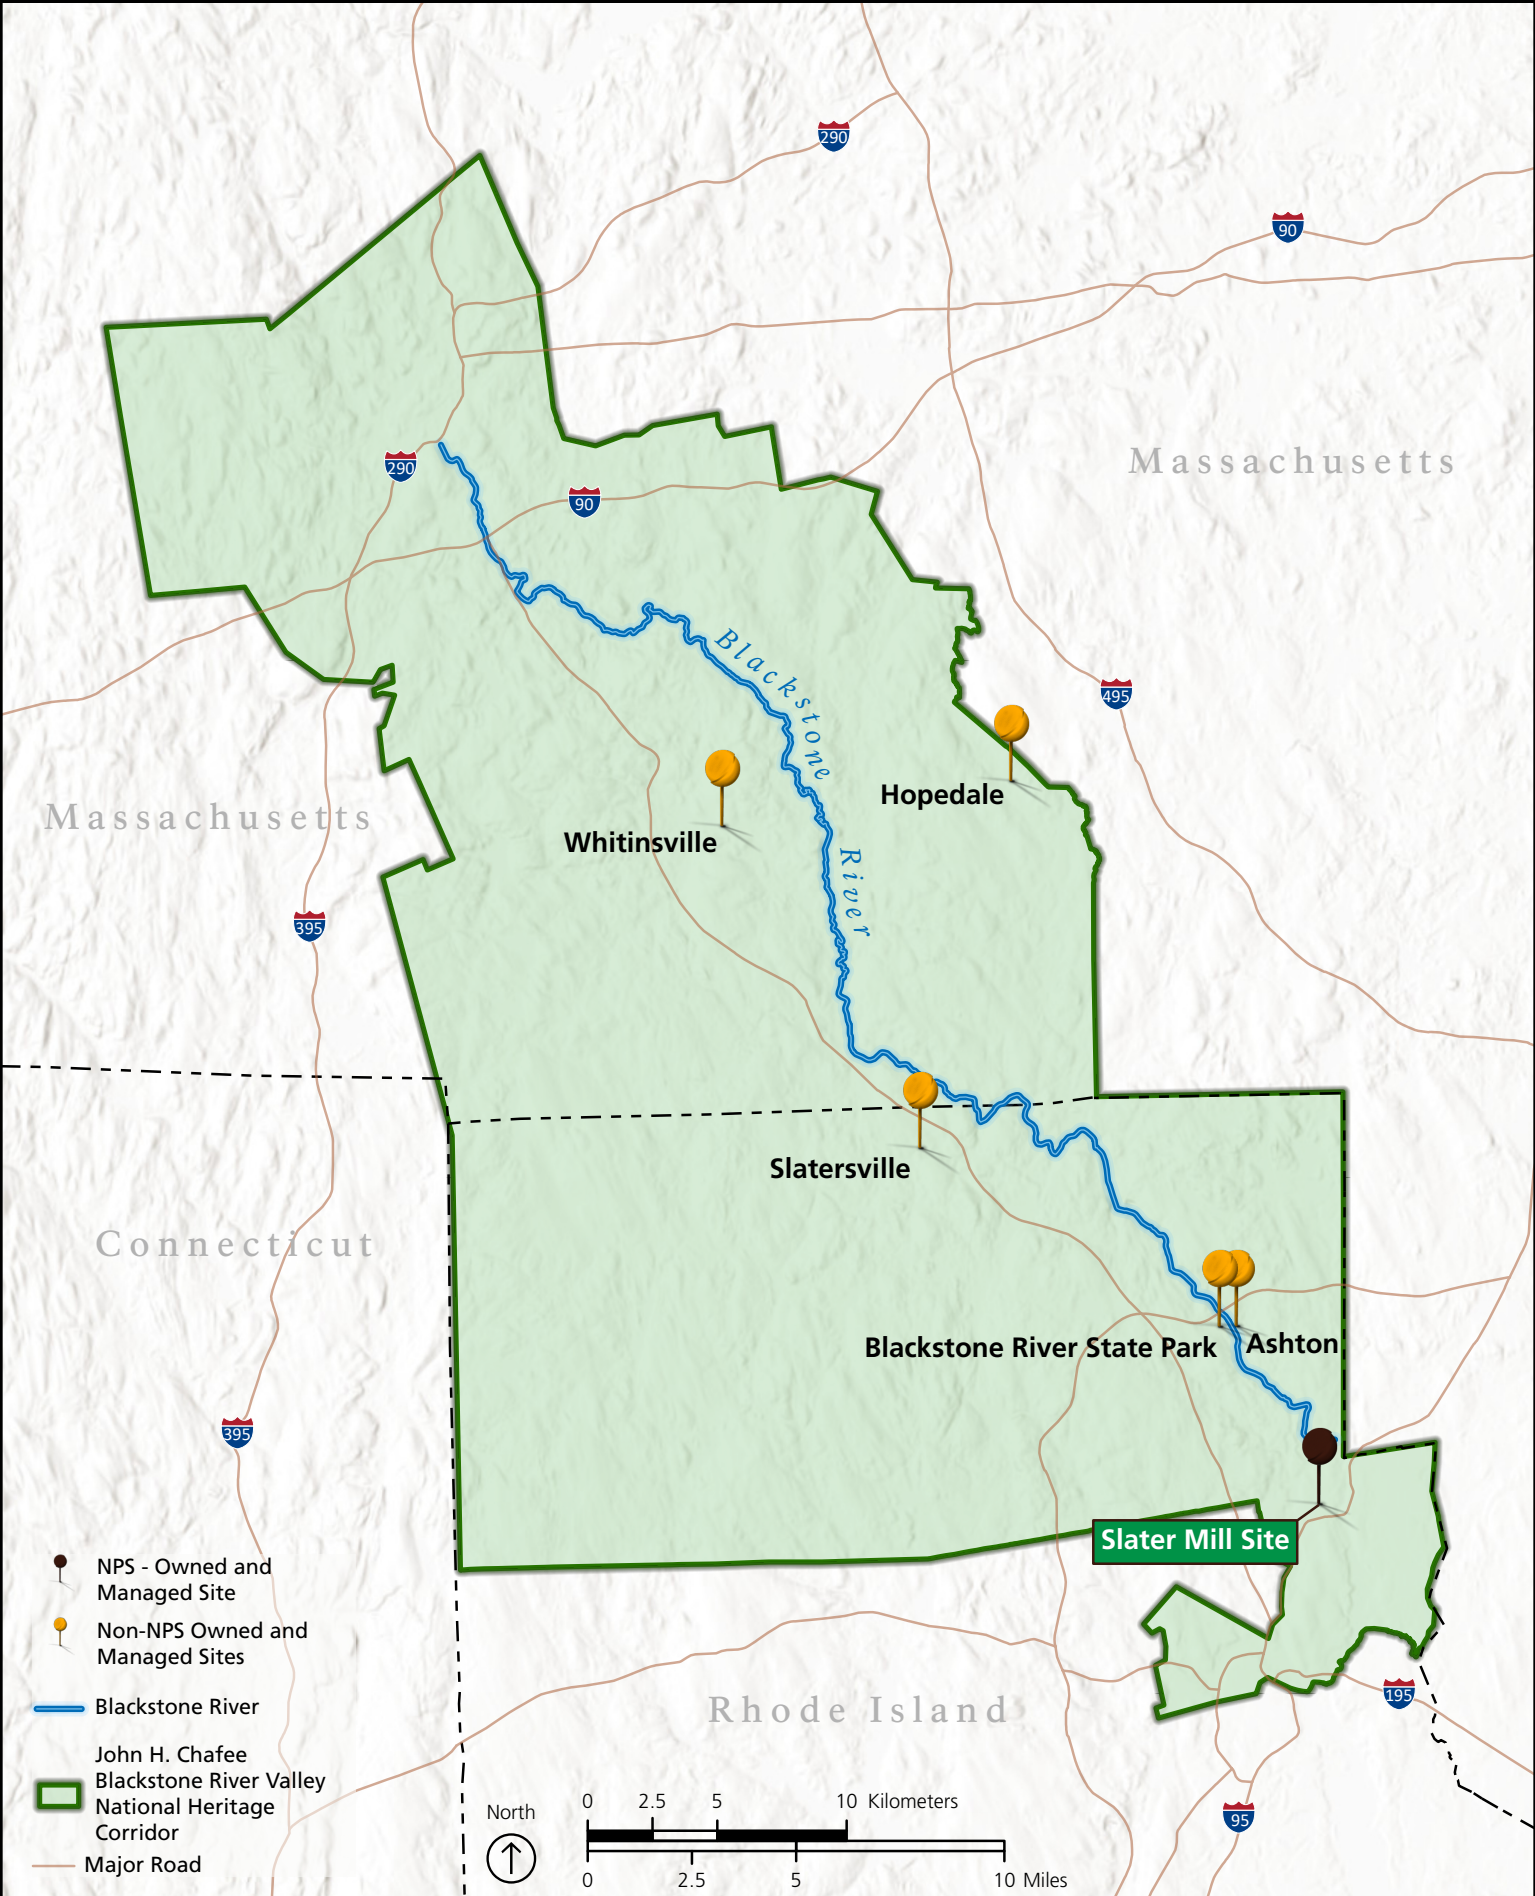 290
90
Massachusetts
290
90
Blackstone
River
495
Hopedale
Massachusetts
Whitinsville
395
Slatersville
Connecticut
Blackstone River State Park
Ashton
395
Slater Mill Site
NPS - Owned and
Managed Site
Non-NPS Owned and
Managed Sites
Blackstone River
John H. Chafee
Blackstone River Valley
National Heritage
Corridor
Major Road
Rhode Island
195
95
North
0 2.5 5 10 Kilometers
0 2.5 5 10 Miles